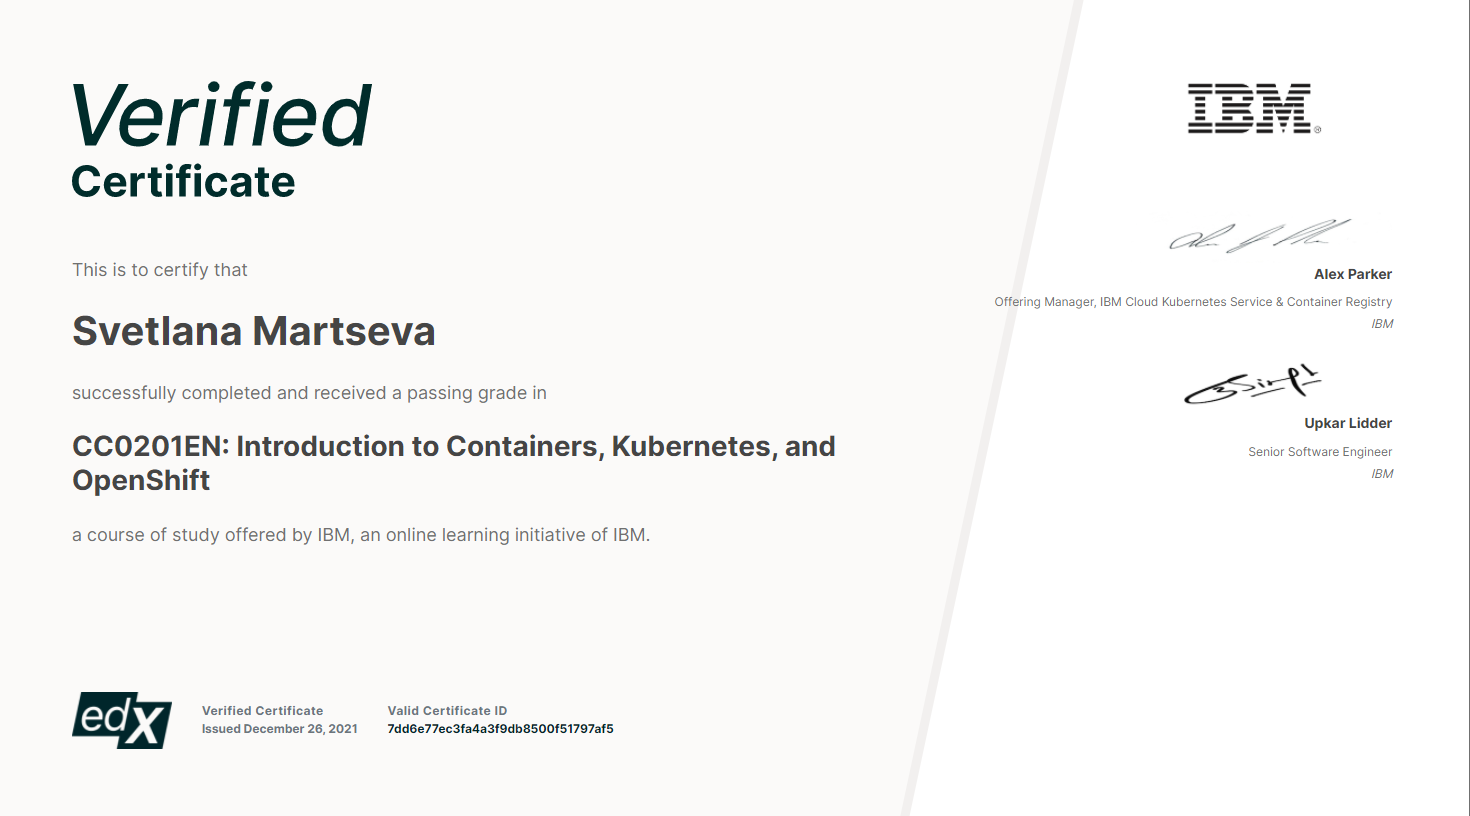 Verified
Certificate
This is to certify that
Svetlana Martseva
successfully completed and received a passing grade in
CC0201EN: Introduction to Containers, Kubernetes, and
OpenShift
a course of study offered by IBM, an online learning initiative of IBM.
edX
Verified Certificate
Issued December 26, 2021
Valid Certificate ID
7dd6e77ec3fa4a3f9db8500f51797af5
IBM®
Alex Parker
Offering Manager, IBM Cloud Kubernetes Service & Container Registry
IBM
Upkar Lidder
Senior Software Engineer
IBM